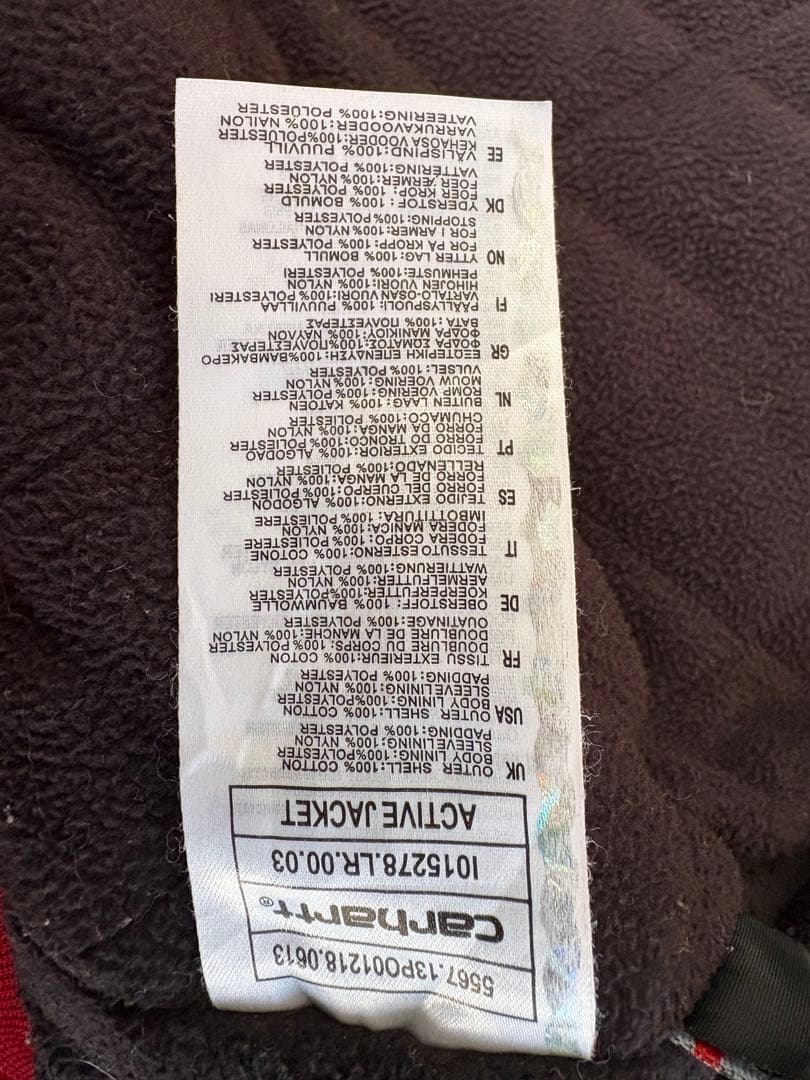 5567.13PO01218.0613
carhartt®
I015278.LR.00.03
ACTIVE JACKET
UK OUTER SHELL:100% COTTON
BODY LINING:100%POLYESTER
SLEEVE LINING:100% NYLON
PADDING:100% POLYESTER
USA OUTER SHELL:100% COTTON
BODY LINING:100%POLYESTER
SLEEVE LINING:100% NYLON
PADDING:100% POLYESTER
FR TISSU EXTERIEUR:100% COTON
DOUBLURE DU CORPS: 100% POLYESTER
DOUBLURE DE LA MANCHE:100% NYLON
OUATINAGE:100% POLYESTER
DE OBERSTOFF: 100% BAUMWOLLE
KOERPERFUTTER:100%POLYESTER
AERMELFUTTER:100% NYLON
WATTIERUNG:100% POLYESTER
IT TESSUTO ESTERNO:100% COTONE
FODERA CORPO: 100% POLIESTERE
FODERA MANICA:100% NYLON
IMBOTTITURA: 100% POLIESTERE
ES TEJIDO EXTERNO:100% ALGODON
FORRO DEL CUERPO:100% POLIESTER
FORRO DE LA MANGA:100% NYLON
RELLENADO:100% POLIESTER
PT TECIDO EXTERIOR:100% ALGODAO
FORRO DO TRONCO:100% POLIESTER
FORRO DA MANGA:100% NYLON
CHUMACO:100% POLIESTER
NL BUITEN LAAG:100% KATOEN
ROMP VOERING:100% POLYESTER
MOUW VOERING:100% NYLON
VULSEL:100% POLYESTER
GR ΕΞΩΤΕΡΙΚΗ ΕΠΕΝΔΥΣΗ:100%ΒΑΜΒΑΚΕΡΟ
ΦΟΔΡΑ ΣΩΜΑΤΟΣ:100%ΠΟΛΥΕΣΤΕΡΑΣ
ΦΟΔΡΑ ΜΑΝΙΚΙΟΥ:100% ΝΑΥΛΟΝ
ΒΑΤΑ:100% ΠΟΛΥΕΣΤΕΡΑΣ
FI PÄÄLLYSPUOLI:100% PUUVILLAA
VARTALO-OSAN VUORI:100% POLYESTERI
HIHOJEN VUORI:100% NYLON
PEHMUSTE:100% POLYESTERI
NO YTTER LAG:100% BOMULL
FOR PÅ KROPP:100% POLYESTER
FOR I ARMER:100% NYLON
STOPPING:100% POLYESTER
DK YDERSTOF: 100% BOMULD
FOER KROP: 100% POLYESTER
FOER ÆRMER:100% NYLON
VATTERING:100% POLYESTER
EE VÄLISPIND:100% PUUVILL
KEHAOSA VOODER:100%POLÜESTER
VARRUKAVOODER:100% NAILON
VATEERING:100% POLÜESTER